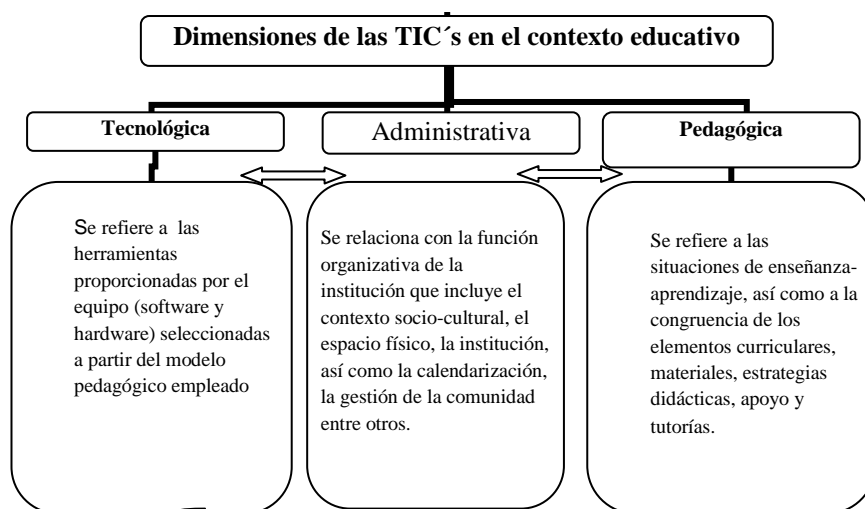 Dimensiones de las TIC´s en el contexto educativo
Tecnológica
Administrativa
Pedagógica
Se refiere a las
herramientas
proporcionadas por el
equipo (software y
hardware) seleccionadas
a partir del modelo
pedagógico empleado
Se relaciona con la función
organizativa de la
institución que incluye el
contexto socio-cultural, el
espacio físico, la institución,
así como la calendarización,
la gestión de la comunidad
entre otros.
Se refiere a las
situaciones de enseñanza-
aprendizaje, así como a la
congruencia de los
elementos curriculares,
materiales, estrategias
didácticas, apoyo y
tutorías.